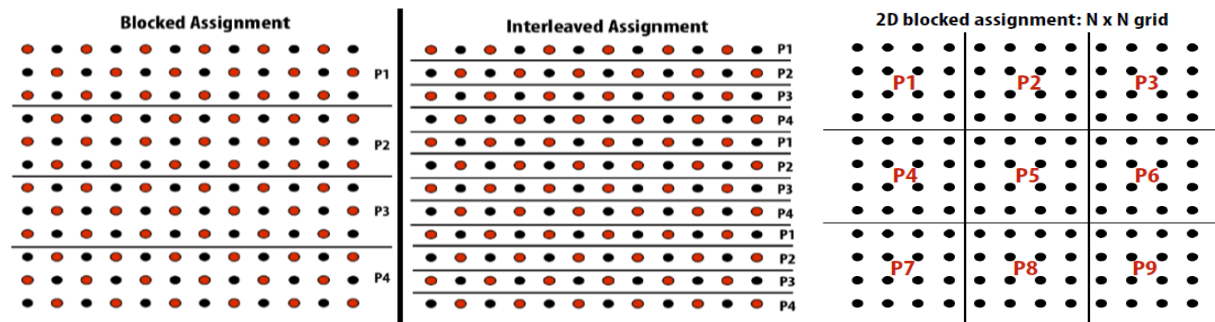 Blocked Assignment
P1
P2
P3
P4
Interleaved Assignment
P1
P2
P3
P4
P1
P2
P3
P4
P1
P2
P3
P4
2D blocked assignment: N x N grid
P1 P2 P3
P4 P5 P6
P7 P8 P9